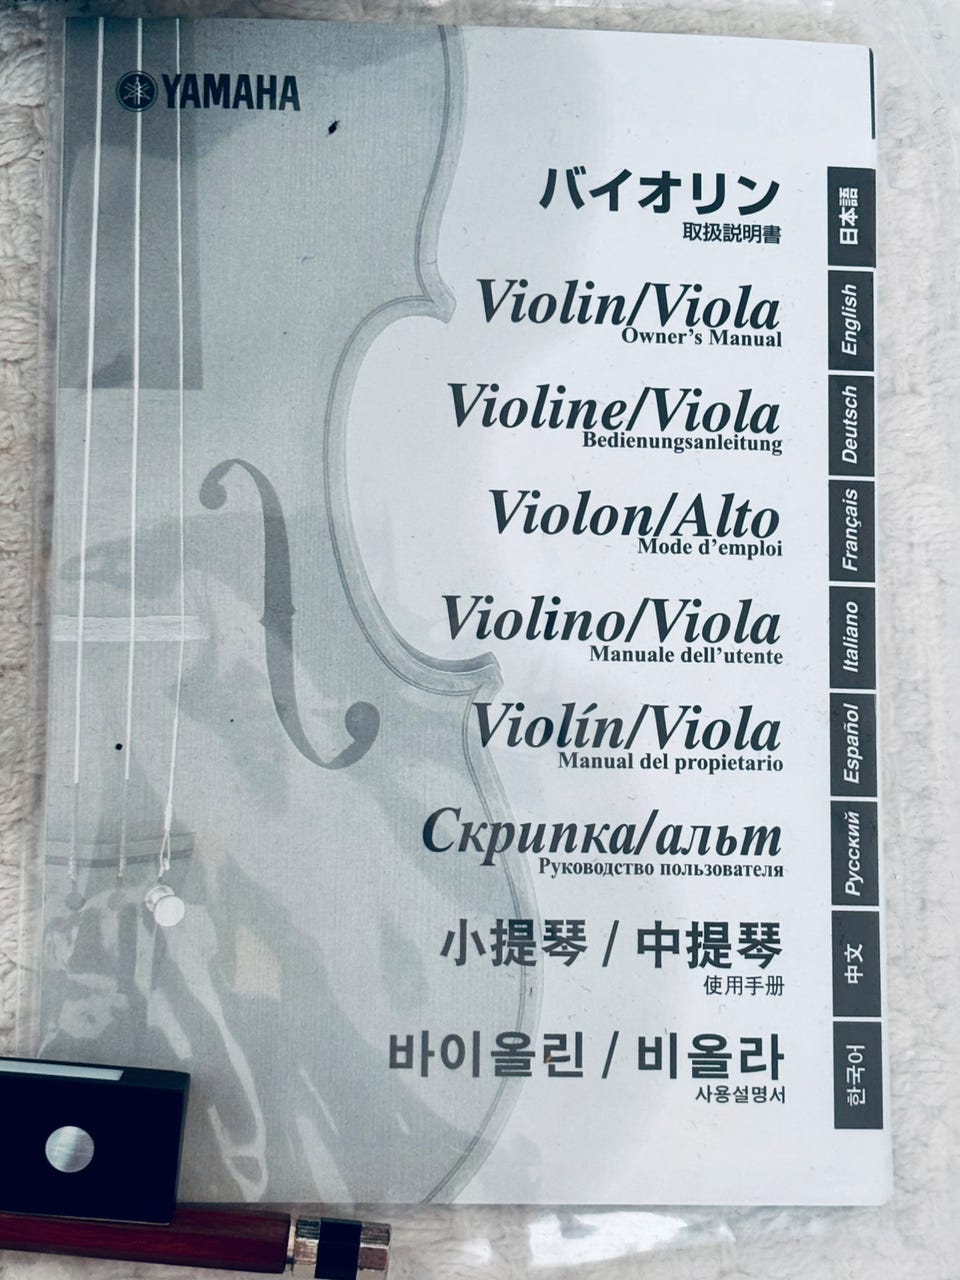 YAMAHA
バイオリン
取扱説明書
Violin/Viola
Owner's Manual
Violine/Viola
Bedienungsanleitung
Violon/Alto
Mode d'emploi
Violino/Viola
Manuale dell'utente
Violín/Viola
Manual del propietario
Скрипка/альт
Руководство пользователя
小提琴 / 中提琴
使用手册
바이올린 / 비올라
사용설명서
日本語
English
Deutsch
Français
Italiano
Español
Русский
中文
한국어